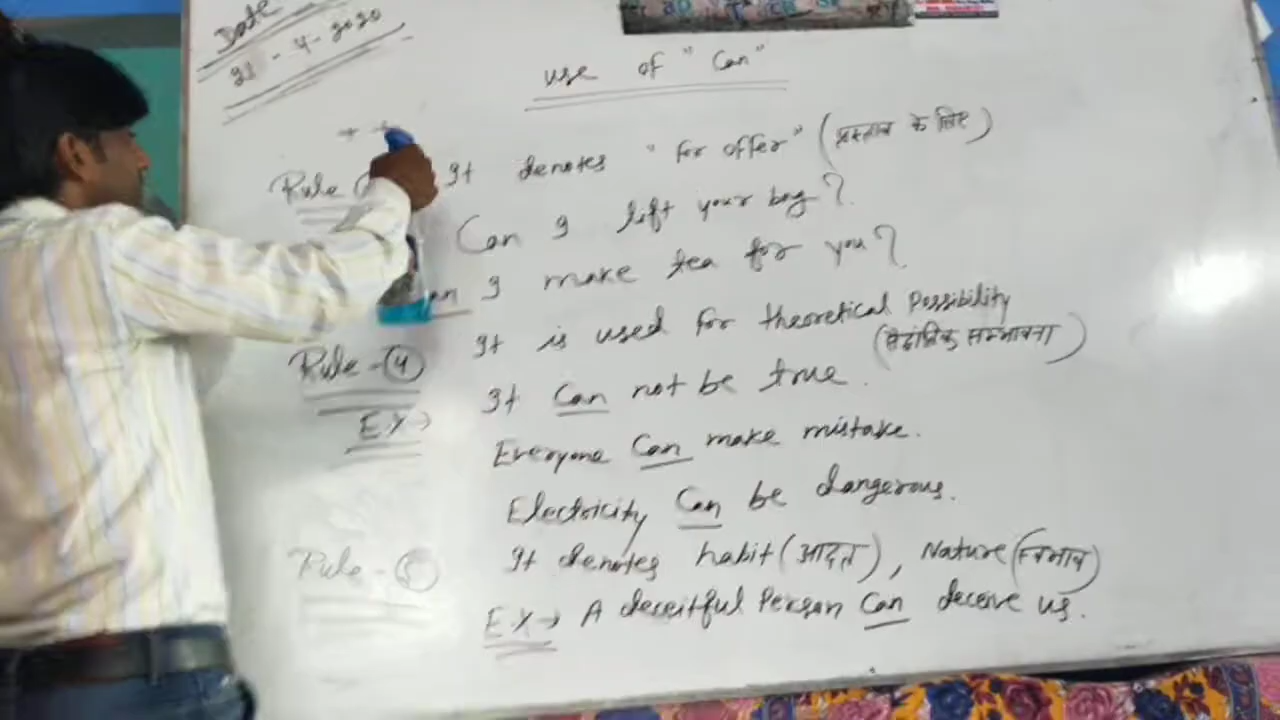 Date
21-4-2020
use of "Can"
Rule It denotes "for offer" (प्रस्ताव के लिए)
Can I lift your bag?
Can I make tea for you?
Rule-(4) It is used for theoretical Possibility
(सैद्धांतिक सम्भावना)
Ex→ It Can not be true.
Everyone Can make mistake.
Electricity Can be dangerous.
Rule-(5) It denotes habit (आदत), Nature (स्वभाव)
EX→ A deceitful Person Can deceive us.